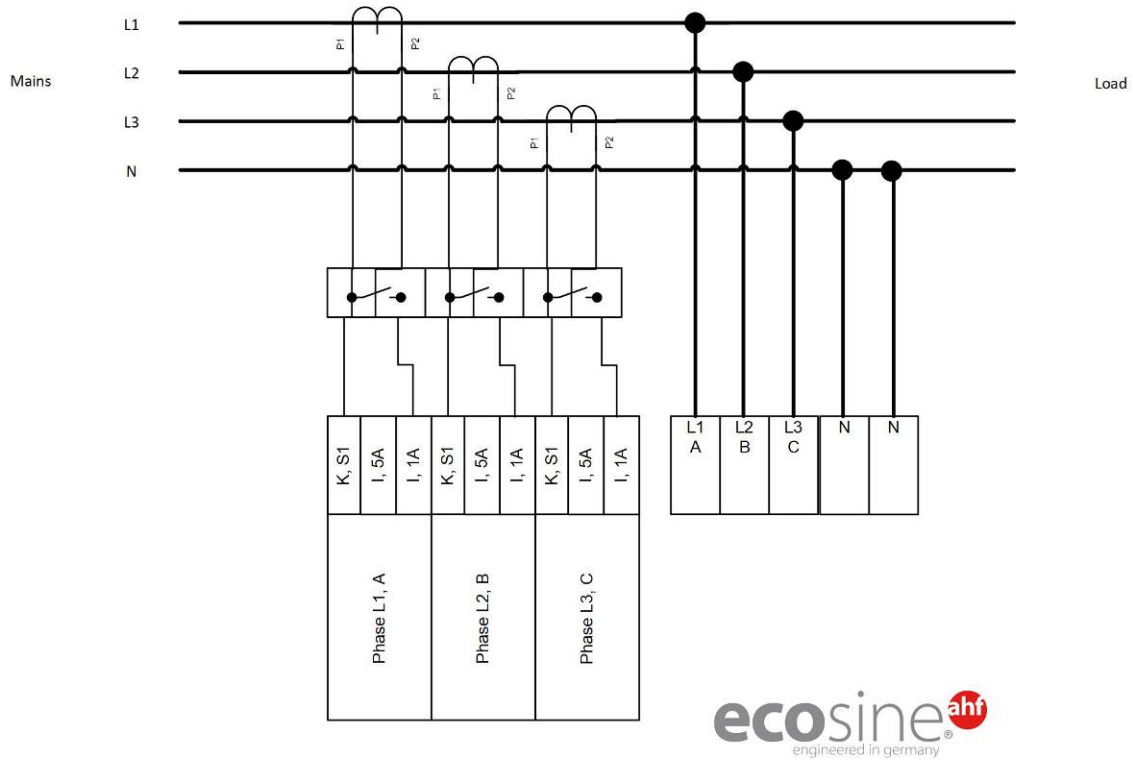 L1
P1
P2
L2
Mains
Load
P1
P2
L3
P1
P2
N
K, S1
I, 5A
I, 1A
K, S1
I, 5A
I, 1A
K, S1
I, 5A
I, 1A
L1
A
L2
B
L3
C
N
N
Phase L1, A
Phase L2, B
Phase L3, C
ecosine ahf
®
engineered in germany